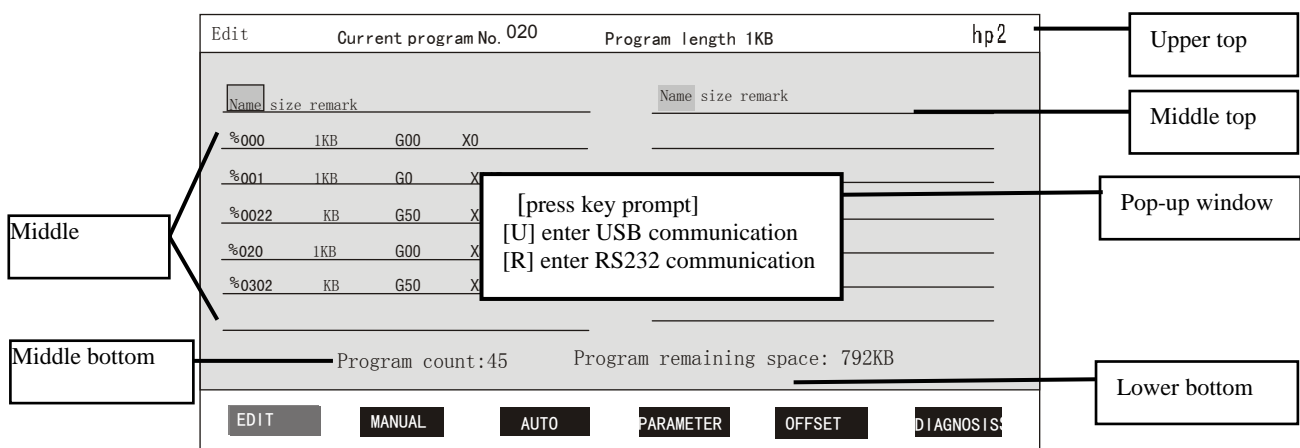 Edit Current program No. 020 Program length 1KB hp2
Upper top
Name size remark Name size remark
Middle top
%000 1KB G00 X0
%001 1KB G0 X
[press key prompt]
[U] enter USB communication
[R] enter RS232 communication
Pop-up window
%0022 KB G50 X
Middle
%020 1KB G00 X
%0302 KB G50 X
Middle bottom
Program count:45 Program remaining space: 792KB
Lower bottom
EDIT MANUAL AUTO PARAMETER OFFSET DIAGNOSIS